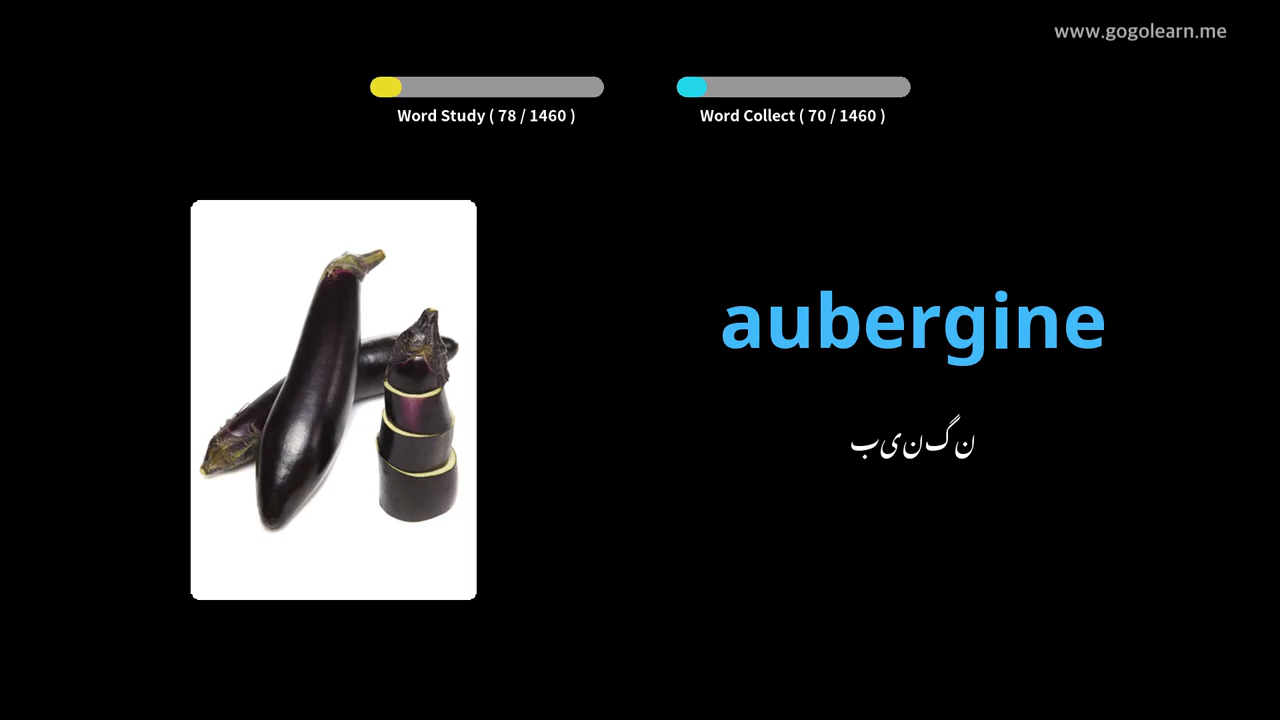 www.gogolearn.me
Word Study ( 78 / 1460 )
Word Collect ( 70 / 1460 )
aubergine
ن گ ن ی ب